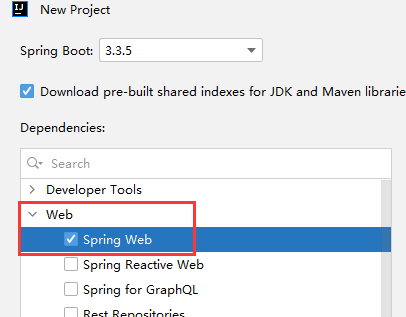 IJ
New Project
Spring Boot: 3.3.5
Download pre-built shared indexes for JDK and Maven librarie
Dependencies:
Search
Developer Tools
Web
Spring Web
Spring Reactive Web
Spring for GraphQL
Rest Repositories